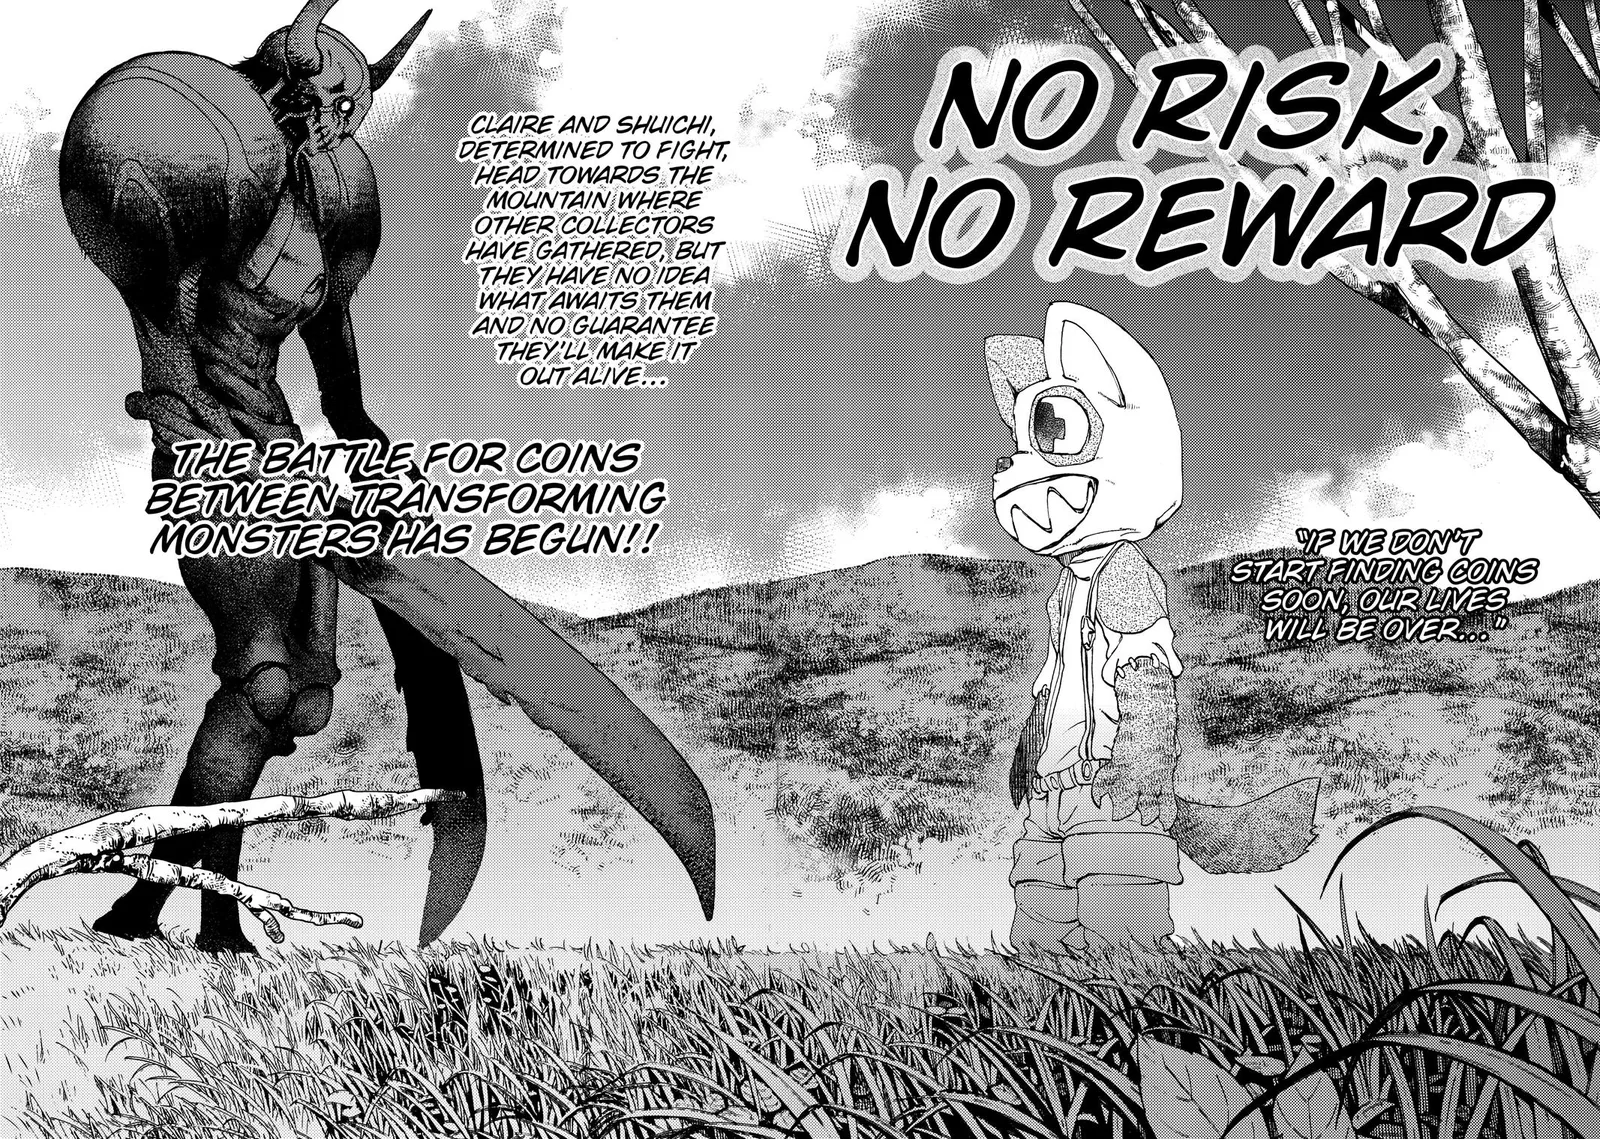 NO RISK,
NO REWARD
"IF WE DON'T
START FINDING COINS
SOON, OUR LIVES
WILL BE OVER..."
CLAIRE AND SHUICHI,
DETERMINED TO FIGHT,
HEAD TOWARDS THE
MOUNTAIN WHERE
OTHER COLLECTORS
HAVE GATHERED, BUT
THEY HAVE NO IDEA
WHAT AWAITS THEM
AND NO GUARANTEE
THEY'LL MAKE IT
OUT ALIVE...
THE BATTLE FOR COINS
BETWEEN TRANSFORMING
MONSTERS HAS BEGUN!!